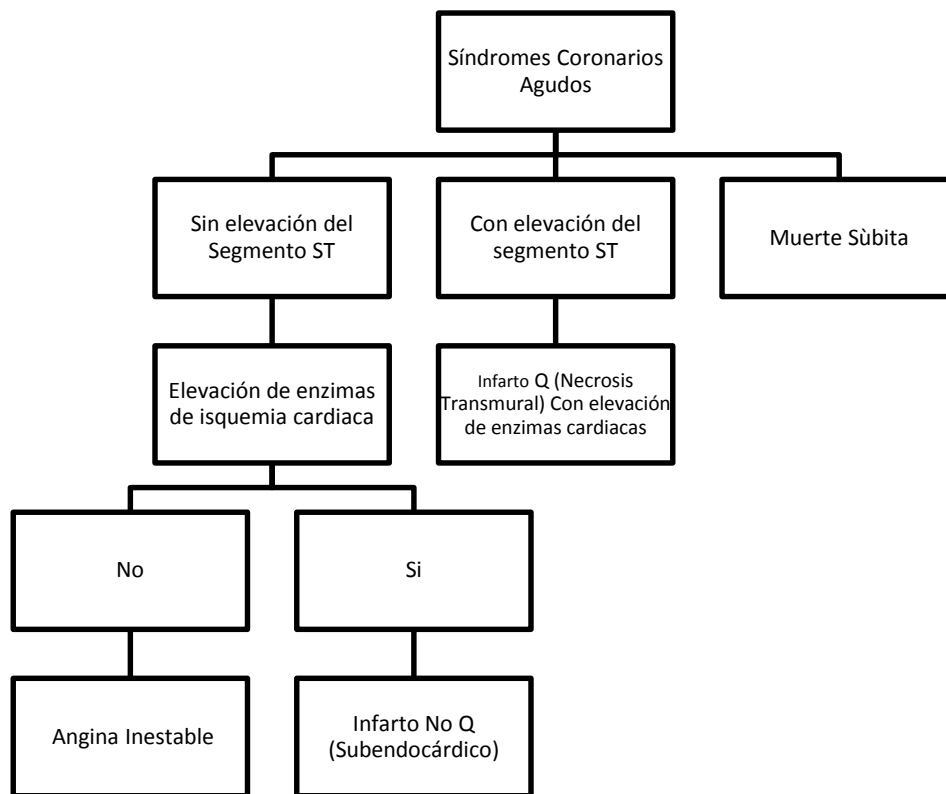 Síndromes Coronarios
Agudos
Sin elevación del
Segmento ST
Con elevación del
segmento ST
Muerte Sùbita
Elevación de enzimas
de isquemia cardiaca
Infarto Q (Necrosis
Transmural) Con elevación
de enzimas cardiacas
No
Si
Angina Inestable
Infarto No Q
(Subendocárdico)